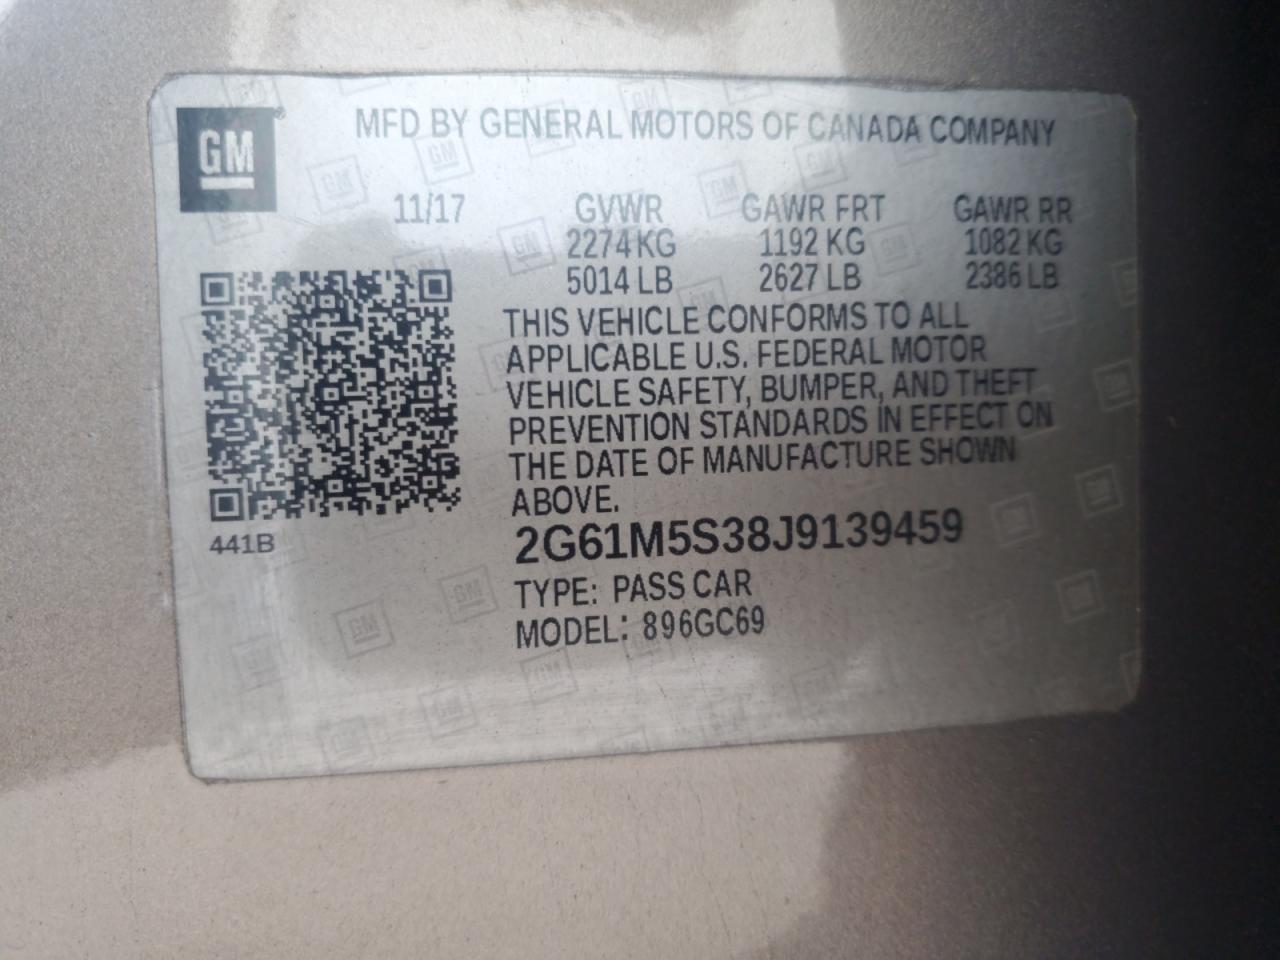 GM
MFD BY GENERAL MOTORS OF CANADA COMPANY
11/17 GVWR GAWR FRT GAWR RR
2274 KG 1192 KG 1082 KG
5014 LB 2627 LB 2386 LB
THIS VEHICLE CONFORMS TO ALL
APPLICABLE U.S. FEDERAL MOTOR
VEHICLE SAFETY, BUMPER, AND THEFT
PREVENTION STANDARDS IN EFFECT ON
THE DATE OF MANUFACTURE SHOWN
ABOVE.
441B
2G61M5S38J9139459
TYPE: PASS CAR
MODEL: 896GC69